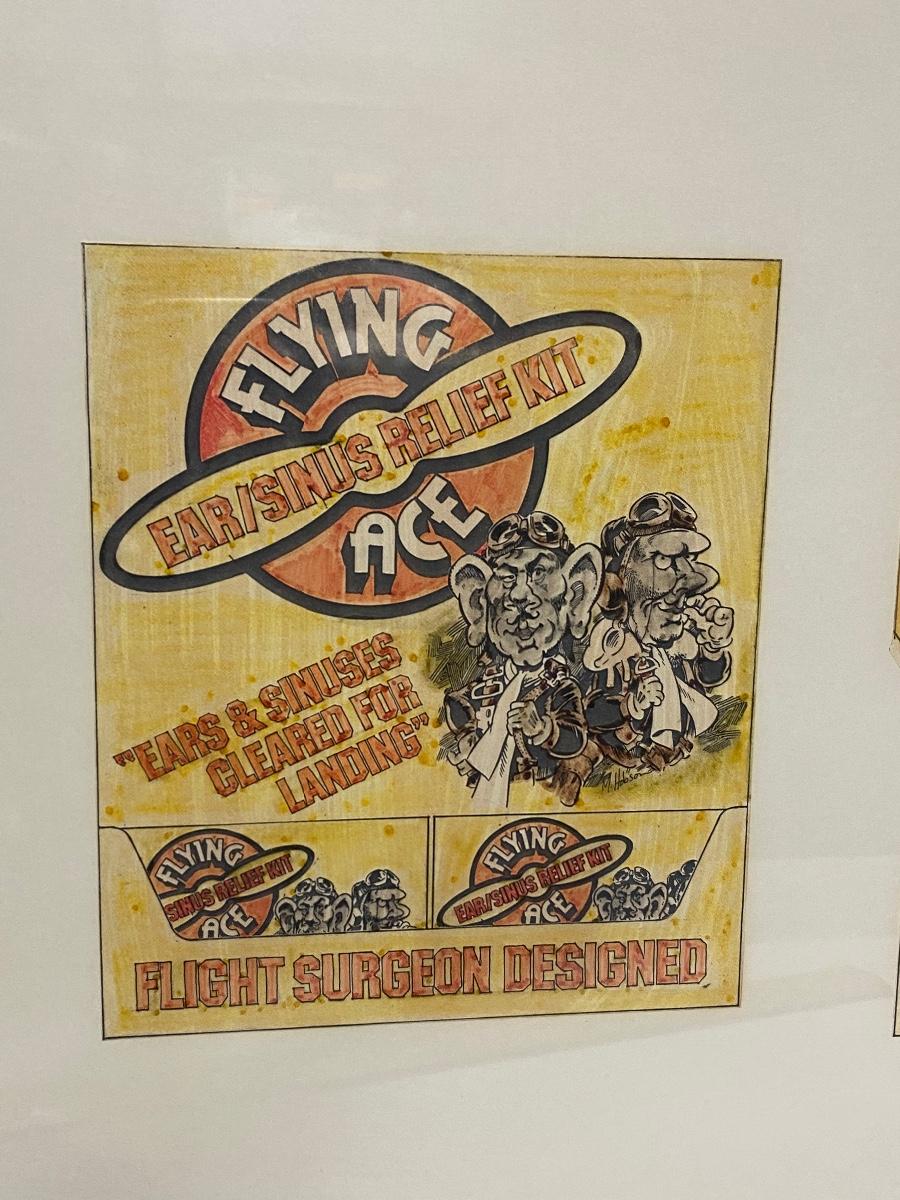 FLYING
EAR/SINUS RELIEF KIT
ACE
"EARS & SINUSES
CLEARED FOR
LANDING"
M. Hobson
FLYING
SINUS RELIEF KIT
ACE
FLYING
EAR/SINUS RELIEF KIT
ACE
FLIGHT SURGEON DESIGNED